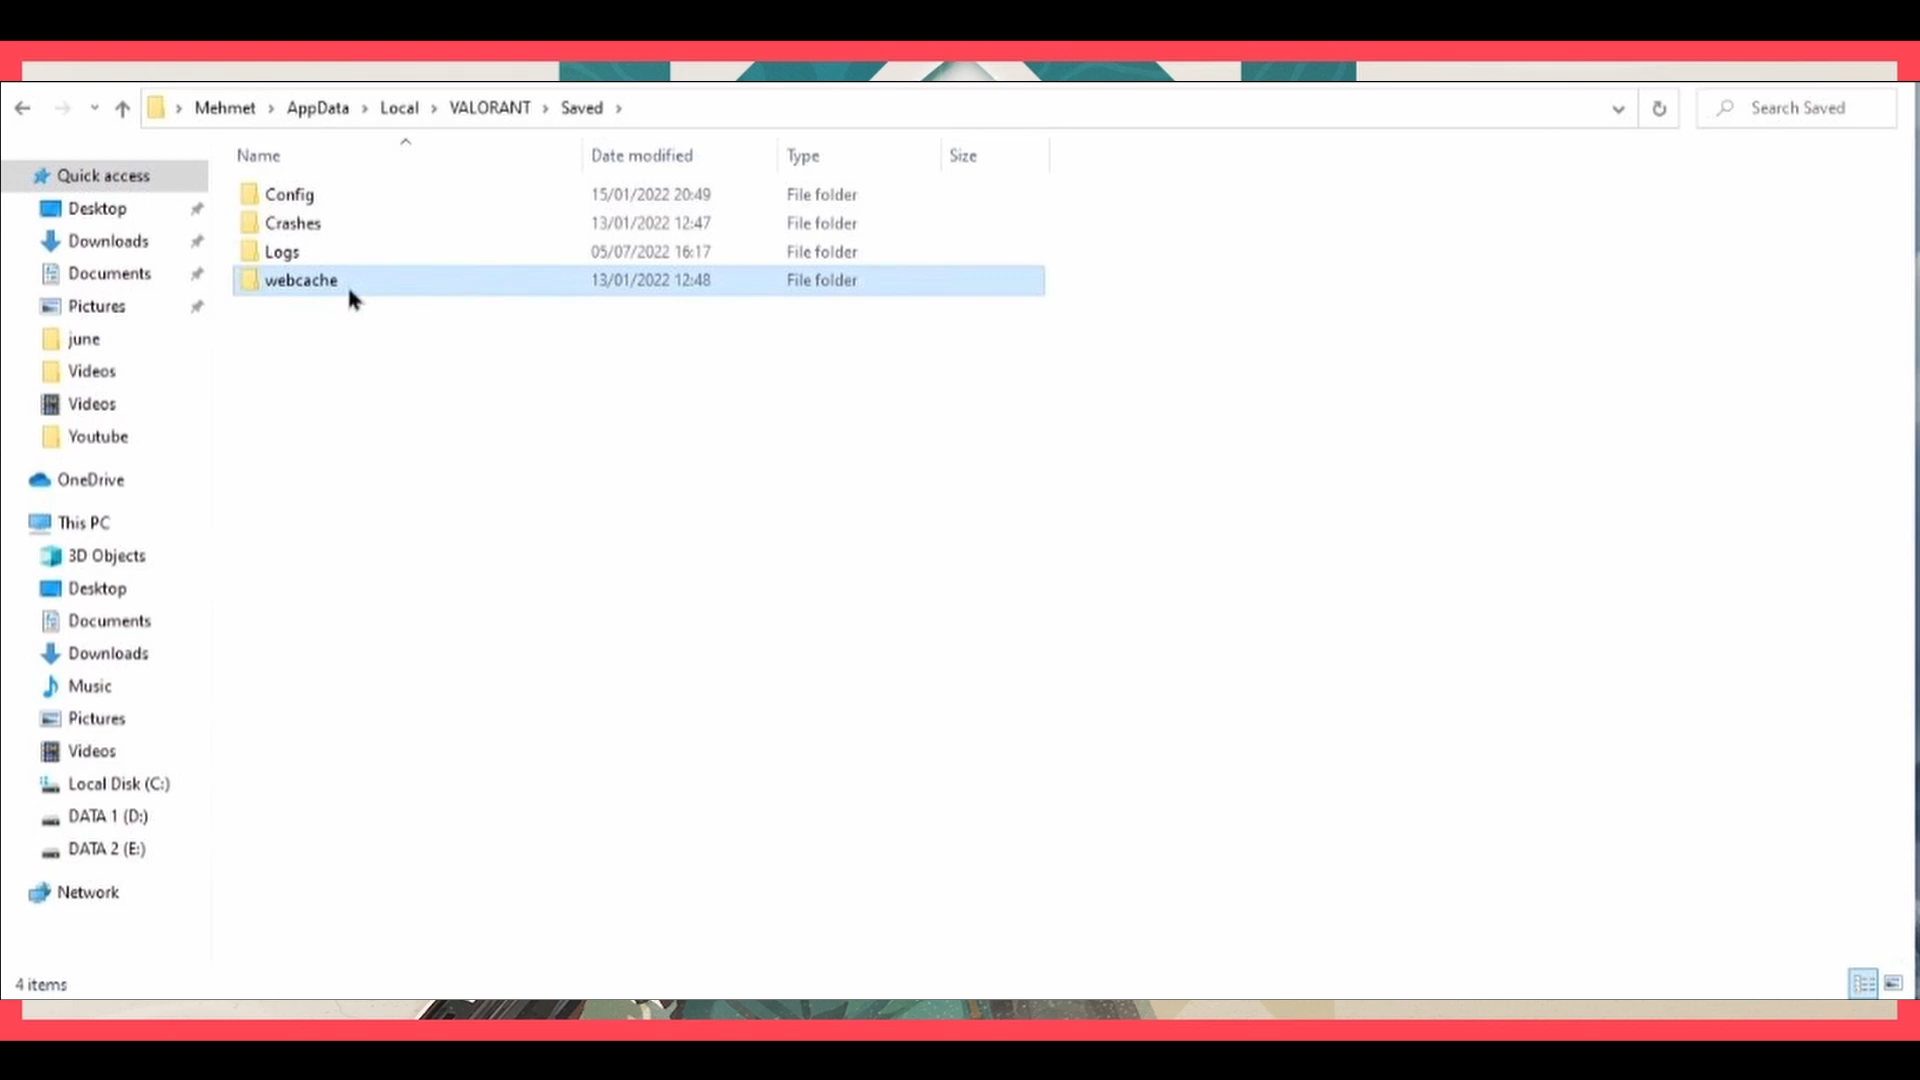 Mehmet > AppData > Local > VALORANT > Saved >
Search Saved
Name Date modified Type Size
Quick access
Desktop
Downloads
Documents
Pictures
june
Videos
Videos
Youtube
OneDrive
This PC
3D Objects
Desktop
Documents
Downloads
Music
Pictures
Videos
Local Disk (C:)
DATA 1 (D:)
DATA 2 (E:)
Network
Config 15/01/2022 20:49 File folder
Crashes 13/01/2022 12:47 File folder
Logs 05/07/2022 16:17 File folder
webcache 13/01/2022 12:48 File folder
4 items